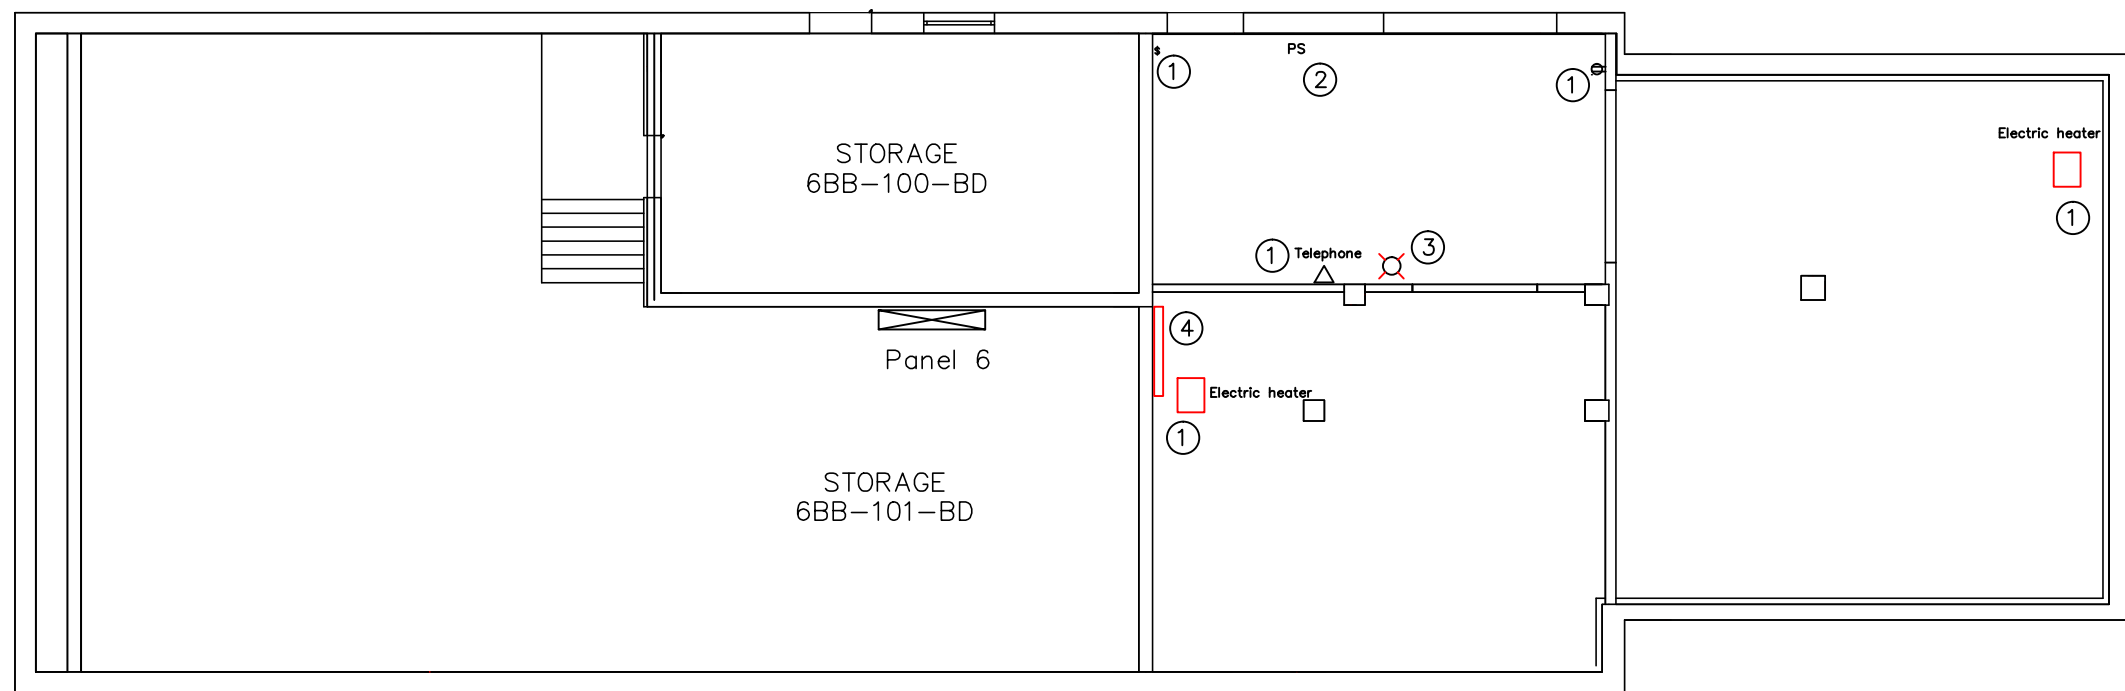 $
1
PS
2
1
Electric heater
1
STORAGE
6BB-100-BD
1
Telephone
3
4
Panel 6
Electric heater
1
STORAGE
6BB-101-BD